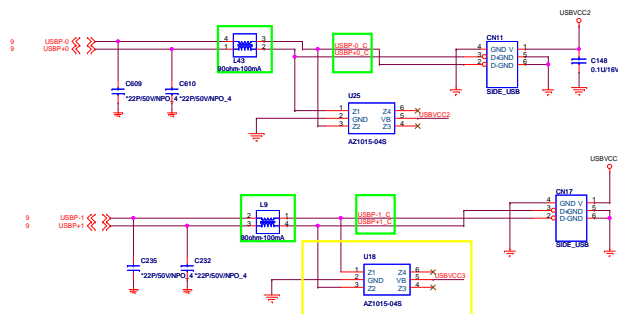 USBVCC2
9 USBP-0 4 3 USBP-0_C CN11
9 USBP+0 1 2 USBP+0_C 4 GND V 1
L43 3 D+GND 5
90ohm-100mA 2 D-GND 6
C148
0.1U/16V
SIDE_USB
C609 C610
*22P/50V/NPO_4 *22P/50V/NPO_4
U25
1 Z1 Z4 6
2 GND VB 5 USBVCC2
3 Z2 Z3 4
AZ1015-04S
USBVCC
L9 CN17
9 USBP-1 2 1 USBP-1_C 4 GND V 1
9 USBP+1 3 4 USBP+1_C 3 D+GND 5
2 D-GND 6
90ohm-100mA SIDE_USB
U18
C235 C232
*22P/50V/NPO_4 *22P/50V/NPO_4
1 Z1 Z4 6
2 GND VB 5 USBVCC3
3 Z2 Z3 4
AZ1015-04S